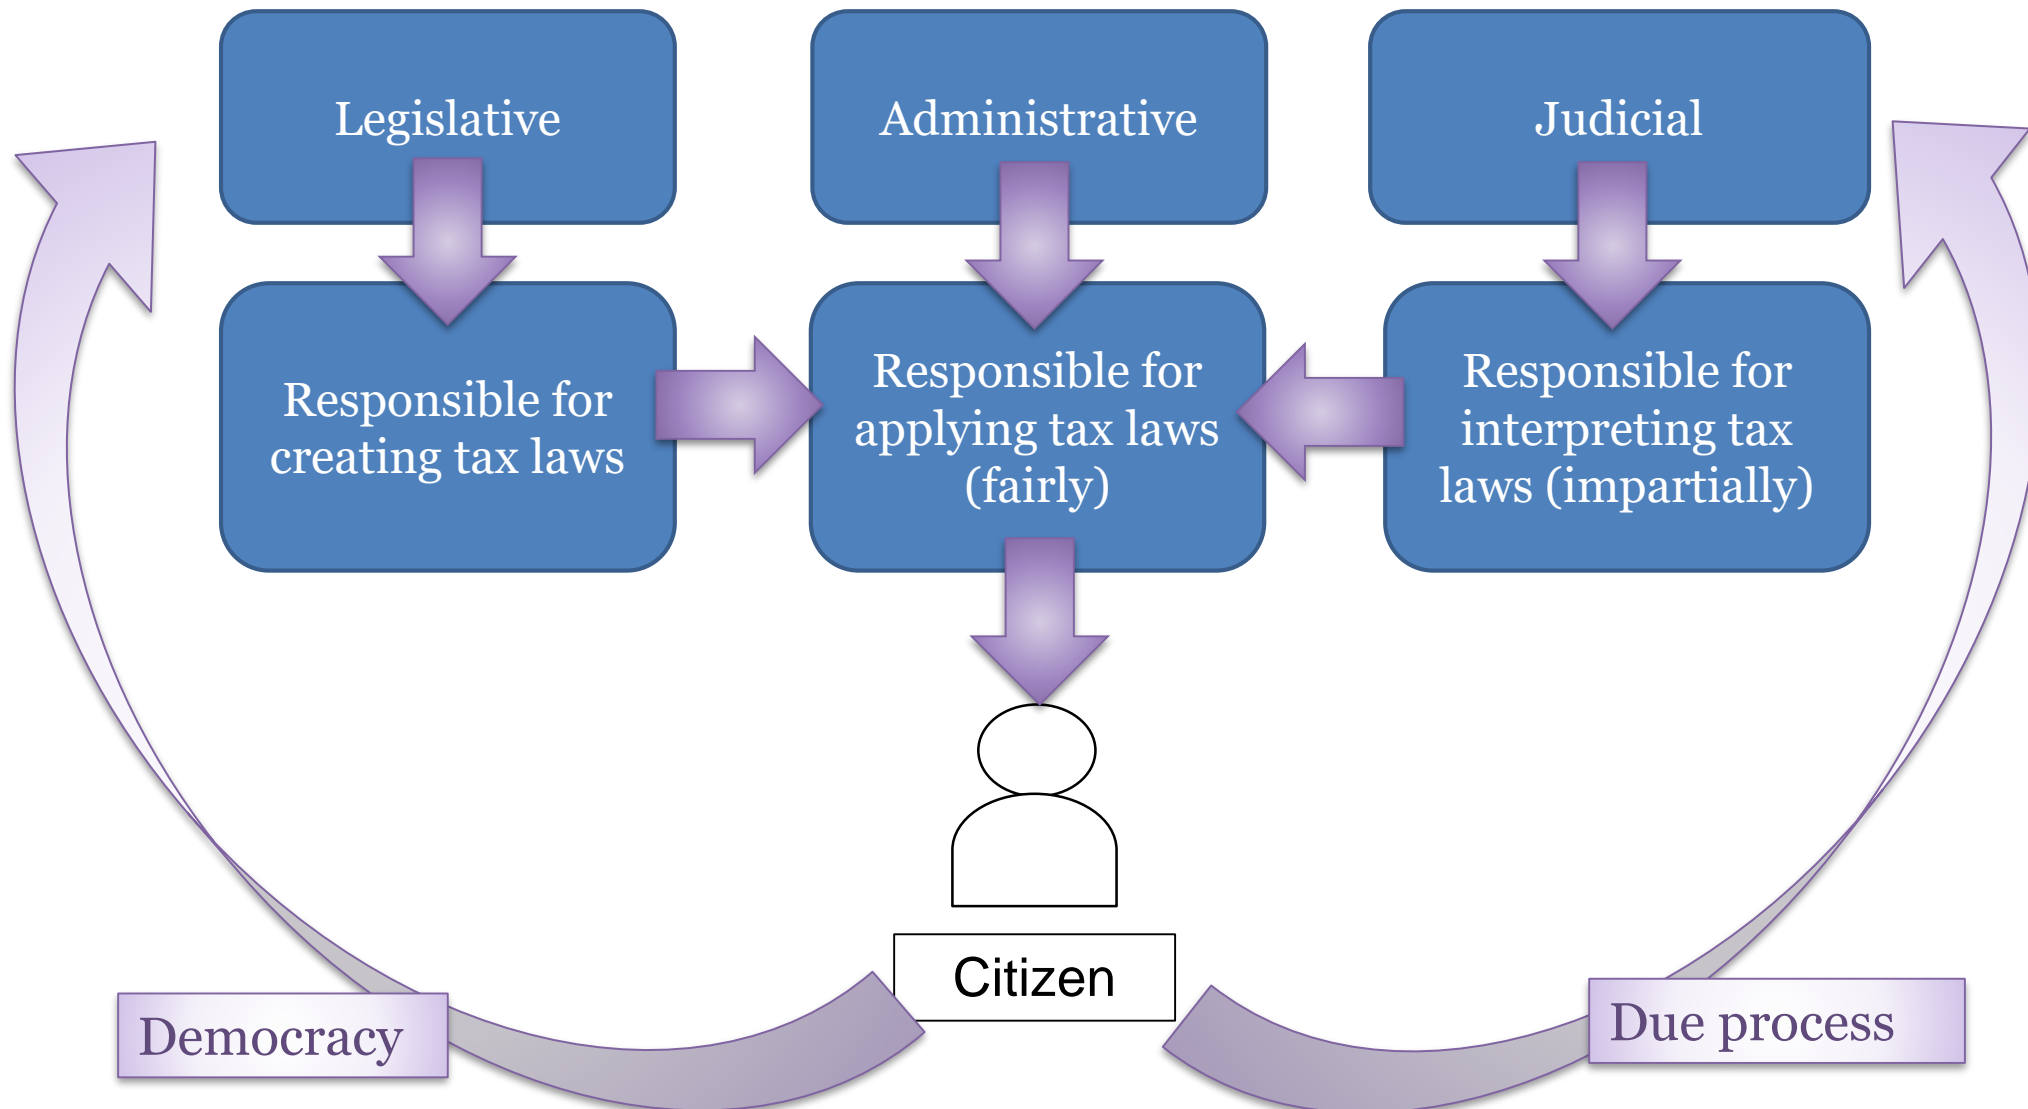 Legislative
Administrative
Judicial
Responsible for
creating tax laws
Responsible for
applying tax laws
(fairly)
Responsible for
interpreting tax
laws (impartially)
Citizen
Democracy
Due process